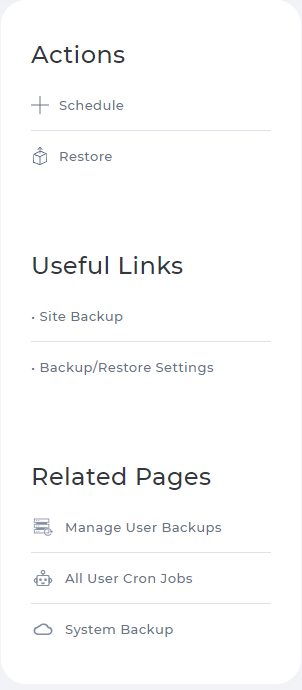 Actions
Schedule
Restore
Useful Links
• Site Backup
• Backup/Restore Settings
Related Pages
Manage User Backups
All User Cron Jobs
System Backup